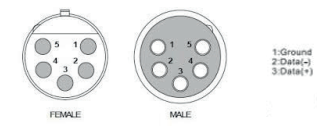 5 1
4 2
3
1 5
2 4
3
FEMALE
MALE
1:Ground
2:Data(-)
3:Data(+)